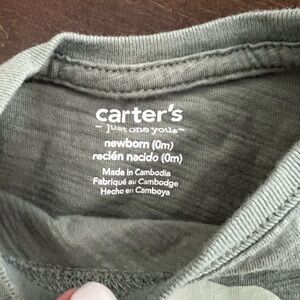 carter's
just one you®
newborn (0m)
recién nacido (0m)
Made in Cambodia
Fabriqué au Cambodge
Hecho en Camboya